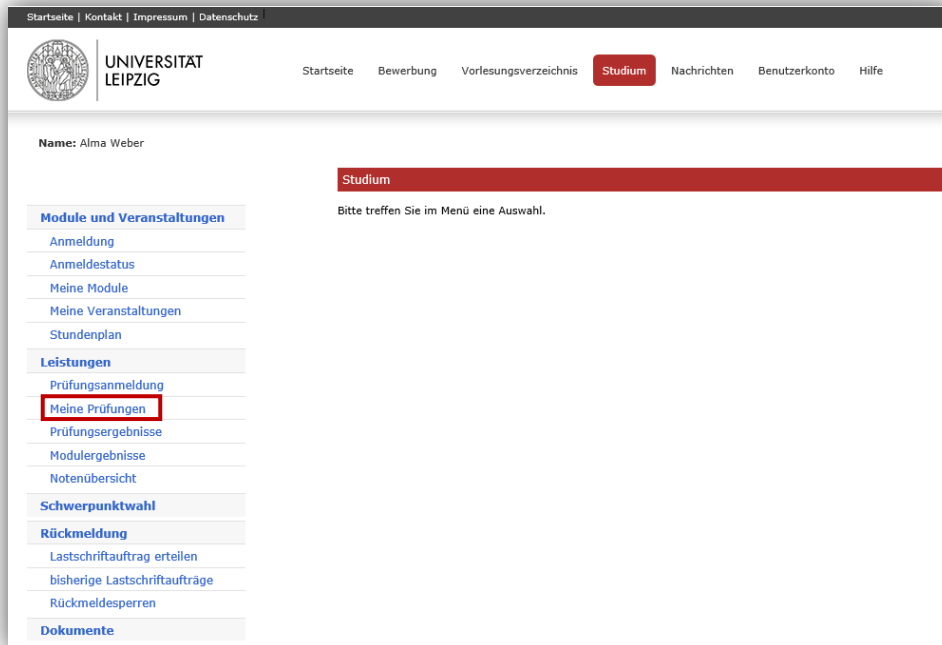 Startseite | Kontakt | Impressum | Datenschutz
UNIVERSITÄT
LEIPZIG
Startseite Bewerbung Vorlesungsverzeichnis Studium Nachrichten Benutzerkonto Hilfe
Name: Alma Weber
Studium
Bitte treffen Sie im Menü eine Auswahl.
Module und Veranstaltungen
Anmeldung
Anmeldestatus
Meine Module
Meine Veranstaltungen
Stundenplan
Leistungen
Prüfungsanmeldung
Meine Prüfungen
Prüfungsergebnisse
Modulergebnisse
Notenübersicht
Schwerpunktwahl
Rückmeldung
Lastschriftauftrag erteilen
bisherige Lastschriftaufträge
Rückmeldesperren
Dokumente